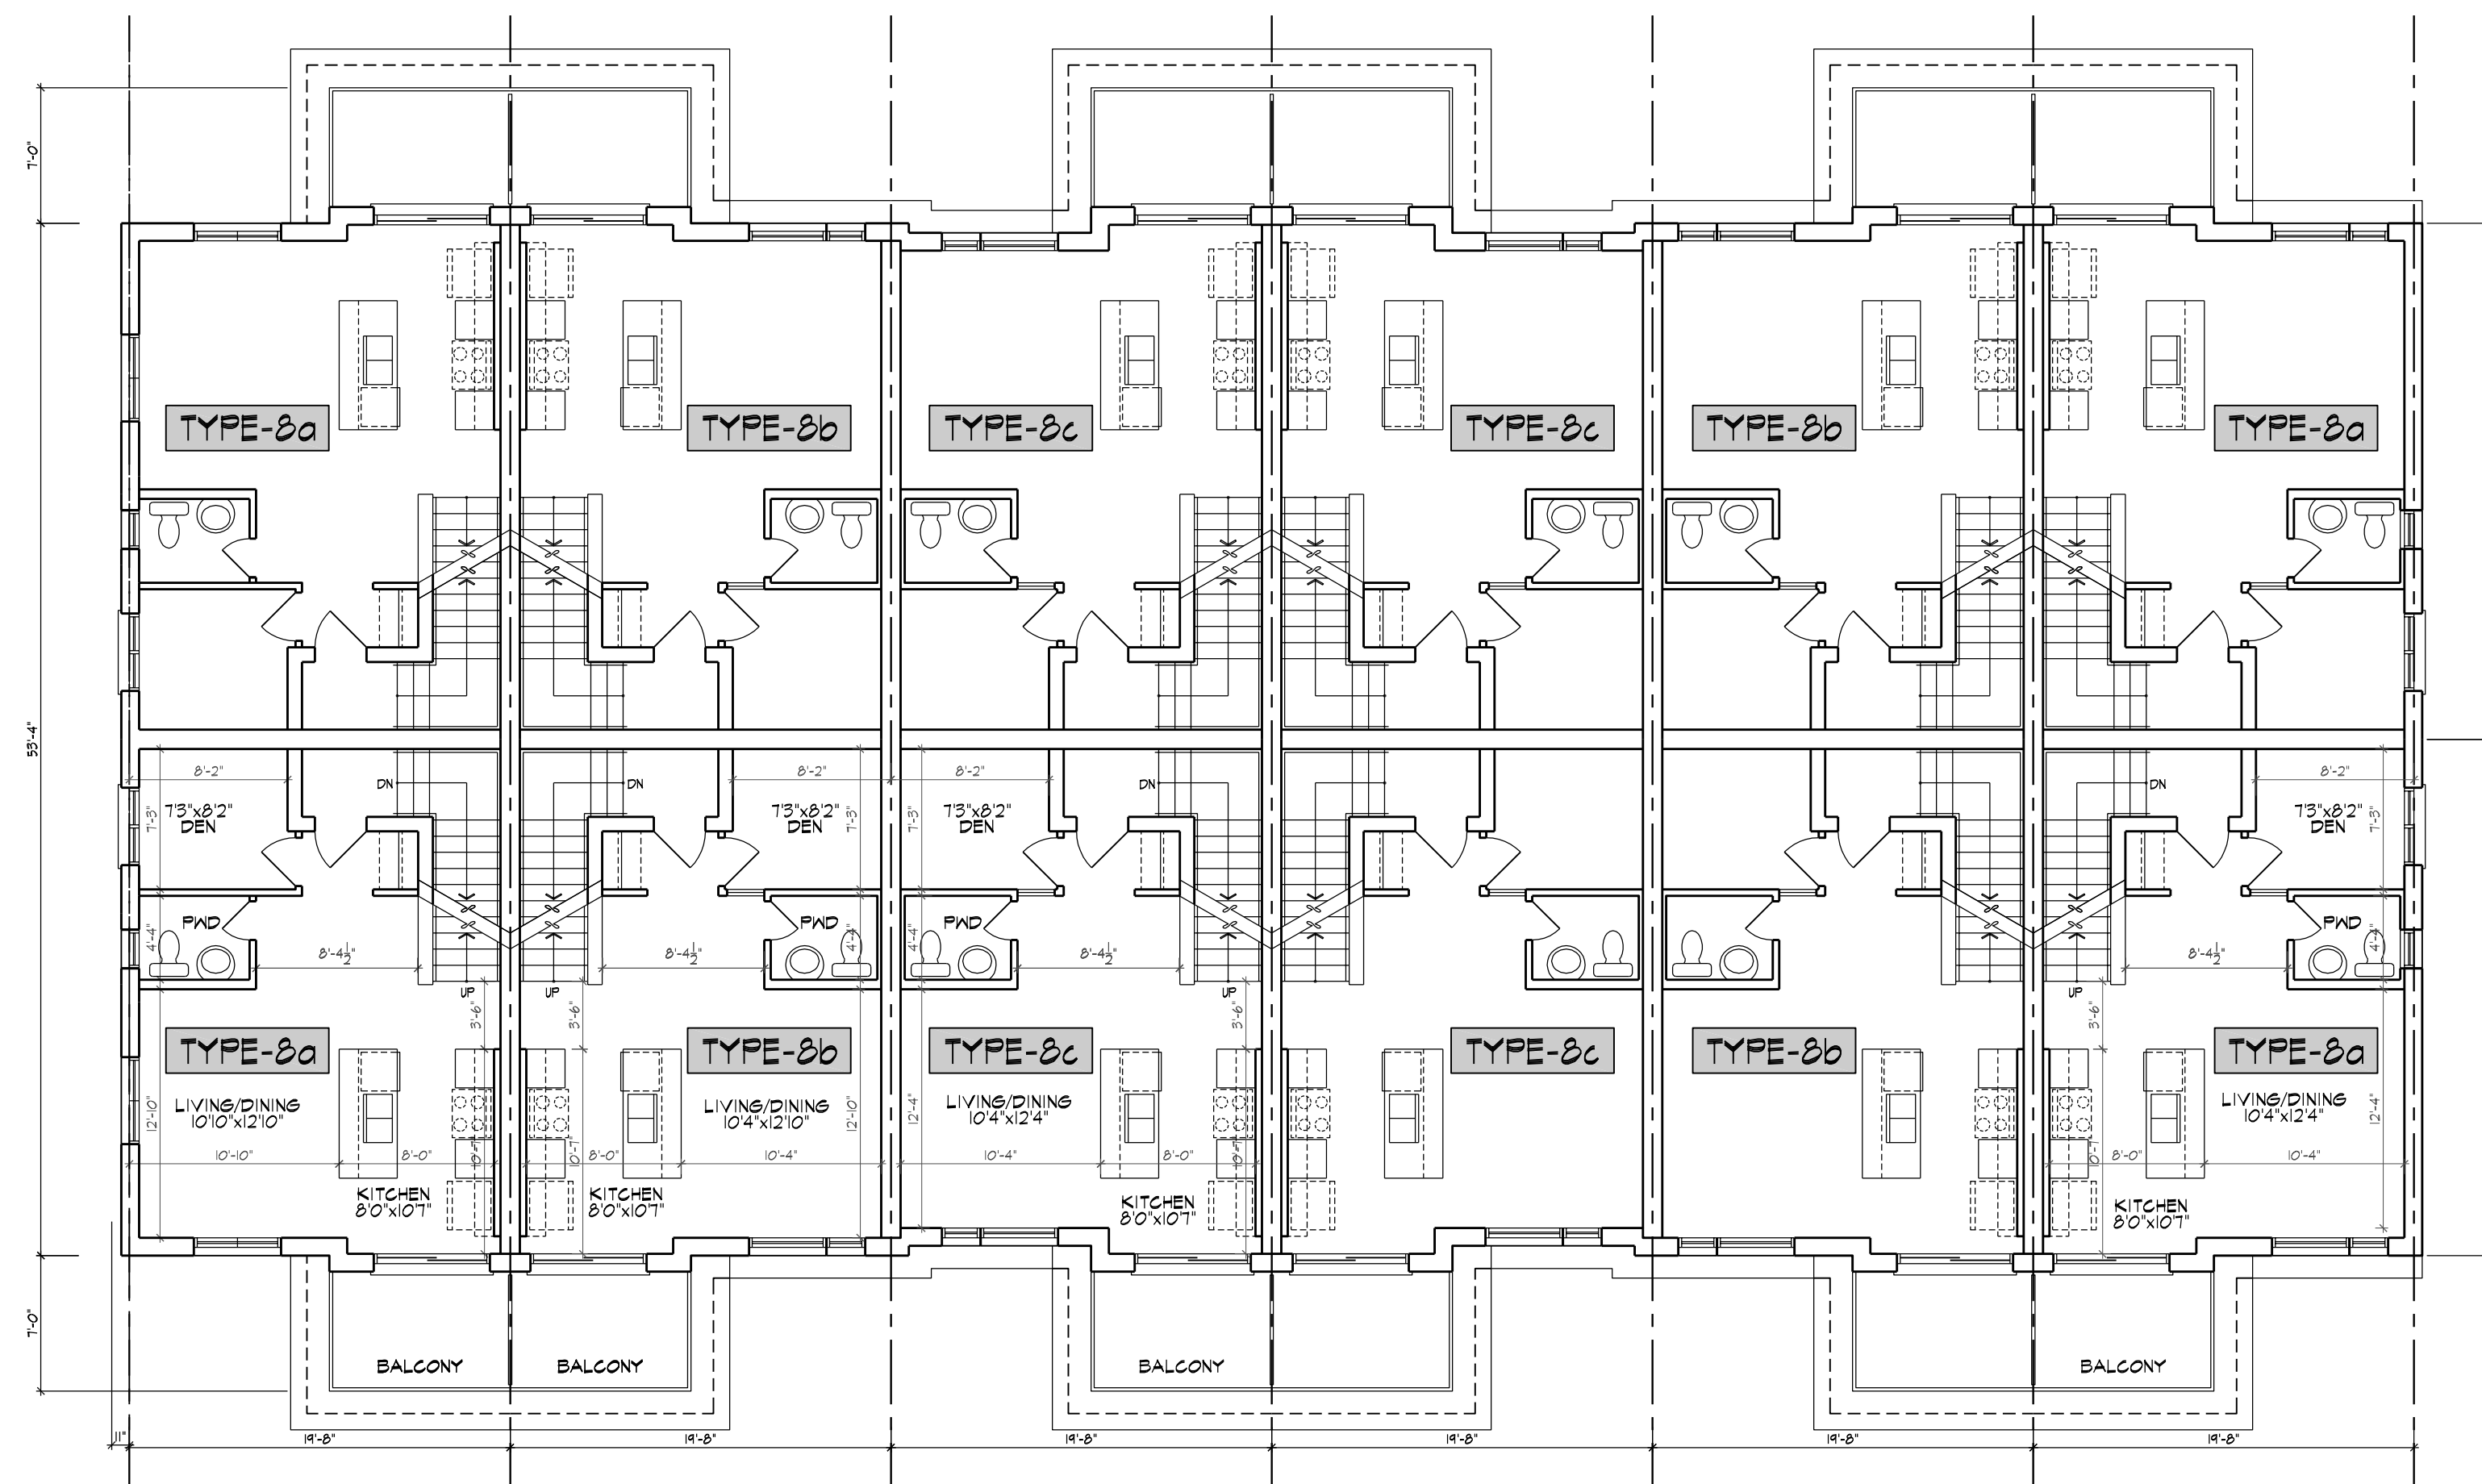 7'-0"
TYPE-8a
TYPE-8b
TYPE-8c
TYPE-8c
TYPE-8b
TYPE-8a
53'-4"
8'-2"
8'-2"
8'-2"
8'-2"
DN
DN
DN
DN
7'3"x8'2"
DEN
7'-3"
7'3"x8'2"
DEN
7'-3"
7'-3"
7'3"x8'2"
DEN
7'3"x8'2"
DEN
7'-3"
PWD
PWD
PWD
PWD
4'-4"
4'-4"
4'-4"
4'-4"
8'-4 1/2"
8'-4 1/2"
8'-4 1/2"
8'-4 1/2"
UP
UP
UP
UP
3'-6"
3'-6"
3'-6"
3'-6"
TYPE-8a
TYPE-8b
TYPE-8c
TYPE-8c
TYPE-8b
TYPE-8a
LIVING/DINING
10'10"x12'10"
12'-10"
LIVING/DINING
10'4"x12'10"
12'-10"
12'-4"
LIVING/DINING
10'4"x12'4"
LIVING/DINING
10'4"x12'4"
12'-4"
10'-7"
10'-7"
10'-7"
10'-7"
10'-10"
8'-0"
8'-0"
10'-4"
10'-4"
8'-0"
8'-0"
10'-4"
KITCHEN
8'0"x10'7"
KITCHEN
8'0"x10'7"
KITCHEN
8'0"x10'7"
KITCHEN
8'0"x10'7"
7'-0"
BALCONY
BALCONY
BALCONY
BALCONY
11"
19'-8"
19'-8"
19'-8"
19'-8"
19'-8"
19'-8"